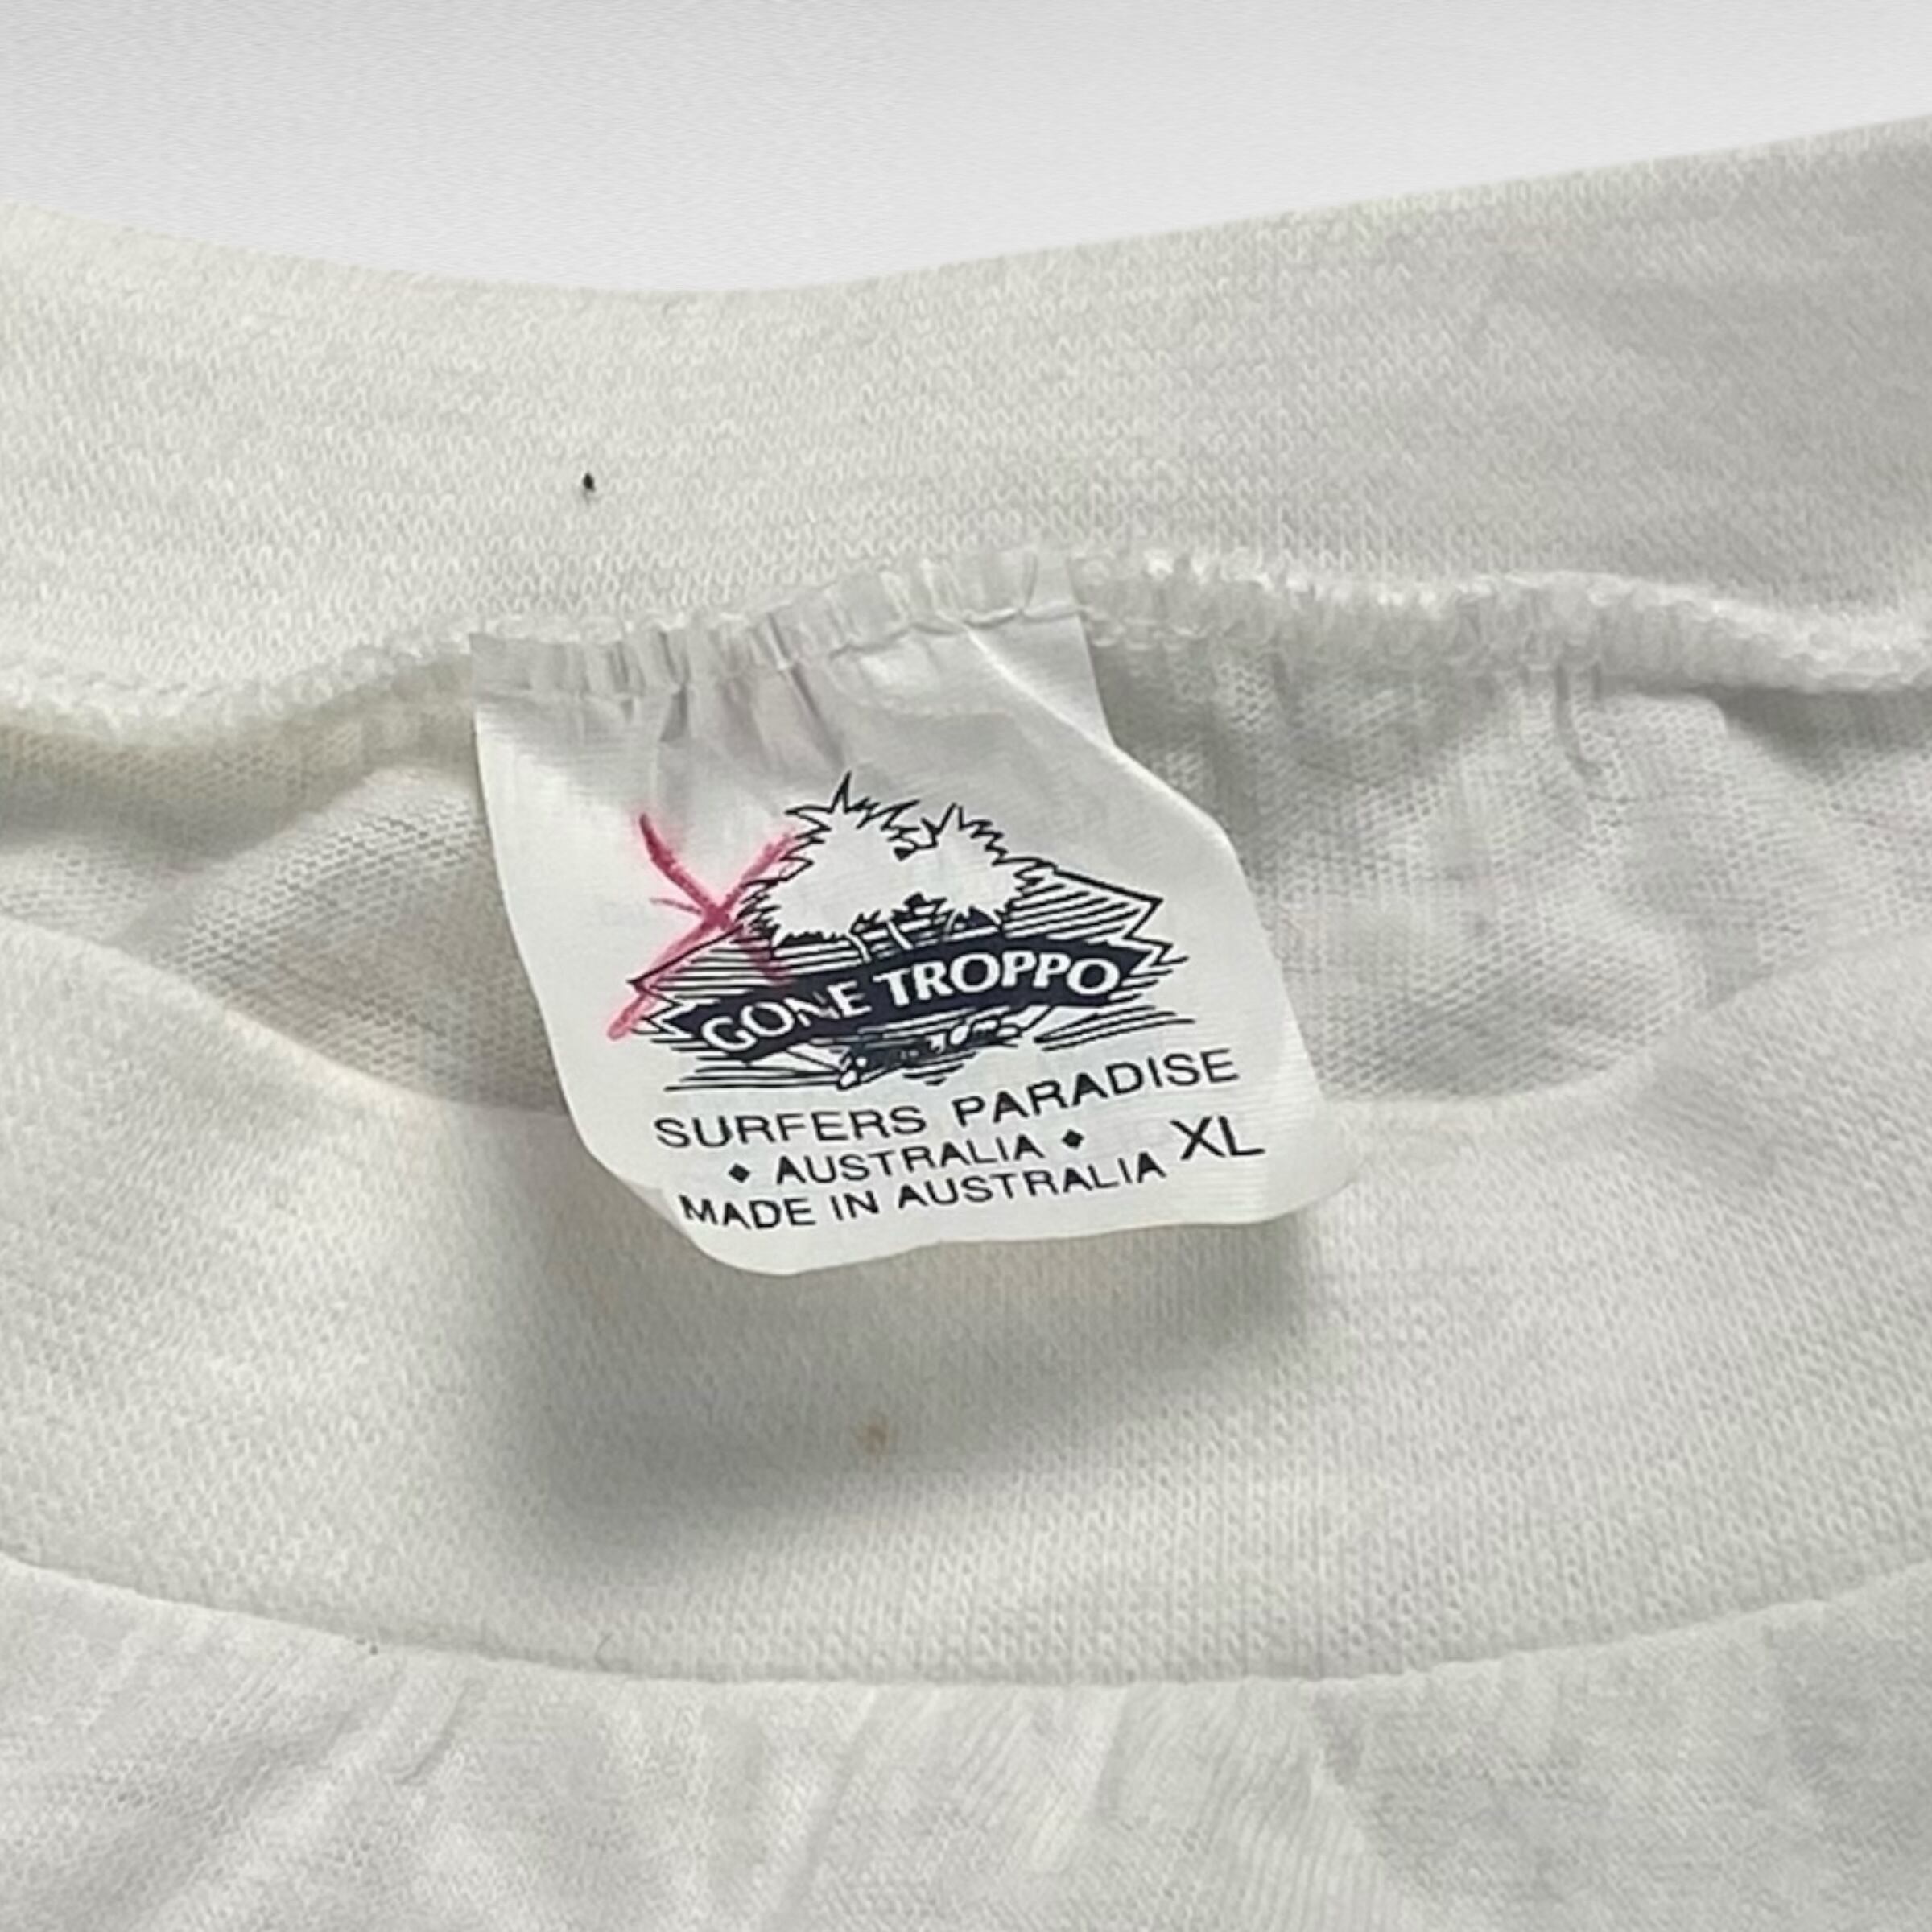 GONE TROPPO
SURFERS PARADISE
◆ AUSTRALIA ◆ XL
MADE IN AUSTRALIA